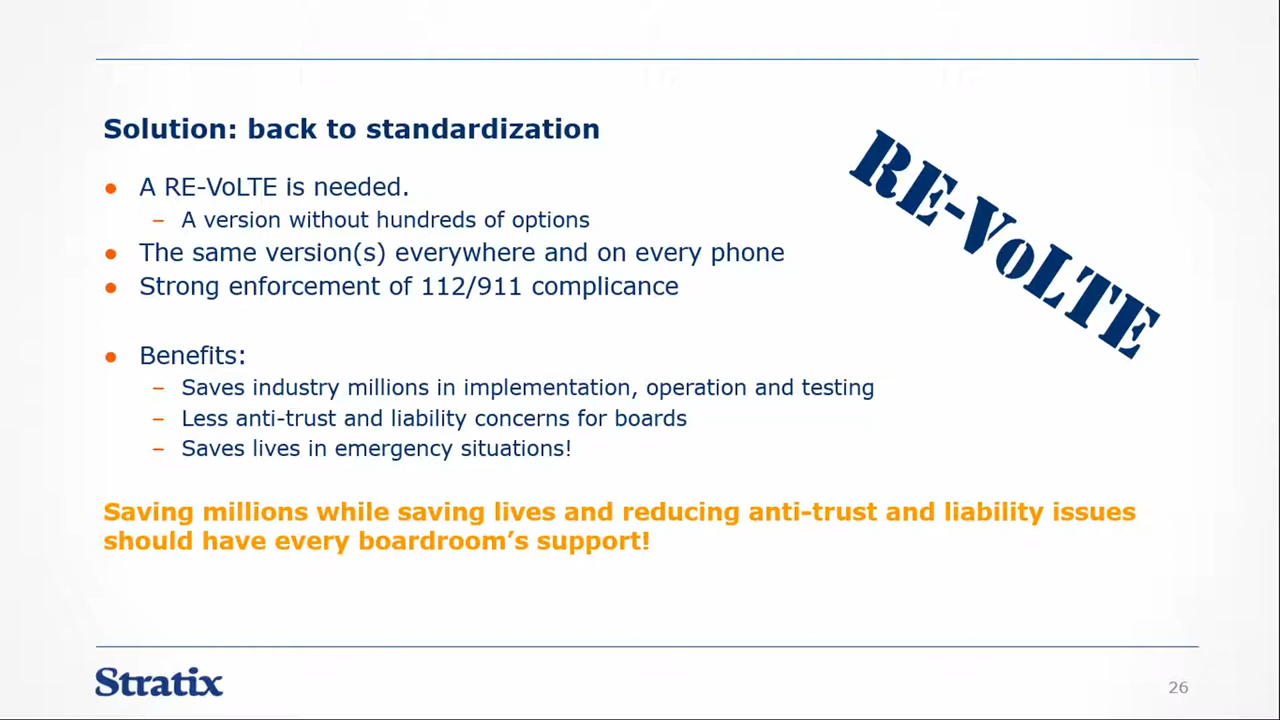 Solution: back to standardization
RE-VoLTE
● A RE-VoLTE is needed.
– A version without hundreds of options
● The same version(s) everywhere and on every phone
● Strong enforcement of 112/911 complicance
● Benefits:
– Saves industry millions in implementation, operation and testing
– Less anti-trust and liability concerns for boards
– Saves lives in emergency situations!
Saving millions while saving lives and reducing anti-trust and liability issues
should have every boardroom’s support!
Stratix
26